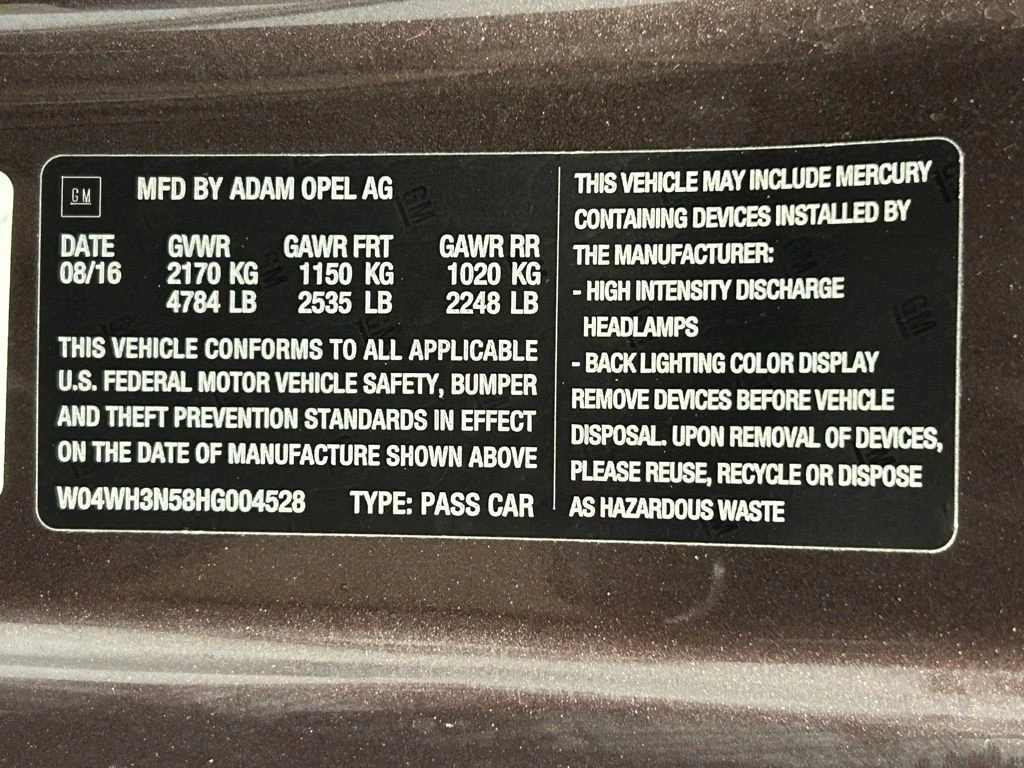 GM
MFD BY ADAM OPEL AG
DATE GVWR GAWR FRT GAWR RR
08/16 2170 KG 1150 KG 1020 KG
4784 LB 2535 LB 2248 LB
THIS VEHICLE CONFORMS TO ALL APPLICABLE
U.S. FEDERAL MOTOR VEHICLE SAFETY, BUMPER
AND THEFT PREVENTION STANDARDS IN EFFECT
ON THE DATE OF MANUFACTURE SHOWN ABOVE
W04WH3N58HG004528 TYPE: PASS CAR
THIS VEHICLE MAY INCLUDE MERCURY
CONTAINING DEVICES INSTALLED BY
THE MANUFACTURER:
- HIGH INTENSITY DISCHARGE
HEADLAMPS
- BACK LIGHTING COLOR DISPLAY
REMOVE DEVICES BEFORE VEHICLE
DISPOSAL. UPON REMOVAL OF DEVICES,
PLEASE REUSE, RECYCLE OR DISPOSE
AS HAZARDOUS WASTE